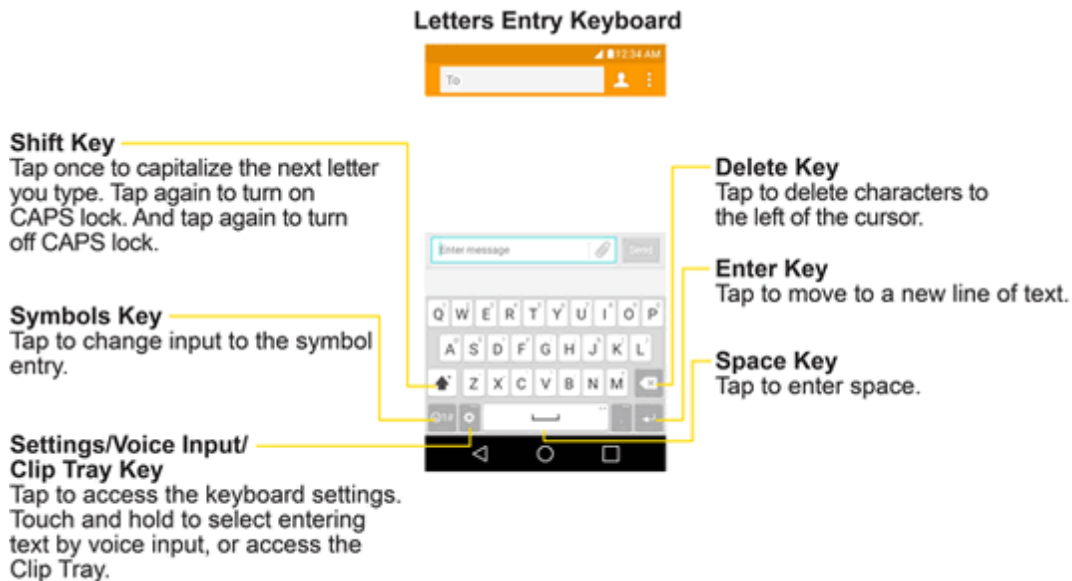 Letters Entry Keyboard
12:34 AM
To
Shift Key
Tap once to capitalize the next letter
you type. Tap again to turn on
CAPS lock. And tap again to turn
off CAPS lock.
Symbols Key
Tap to change input to the symbol
entry.
Settings/Voice Input/
Clip Tray Key
Tap to access the keyboard settings.
Touch and hold to select entering
text by voice input, or access the
Clip Tray.
Enter message Send
Q W E R T Y U I O P
A S D F G H J K L
Z X C V B N M
Delete Key
Tap to delete characters to
the left of the cursor.
Enter Key
Tap to move to a new line of text.
Space Key
Tap to enter space.